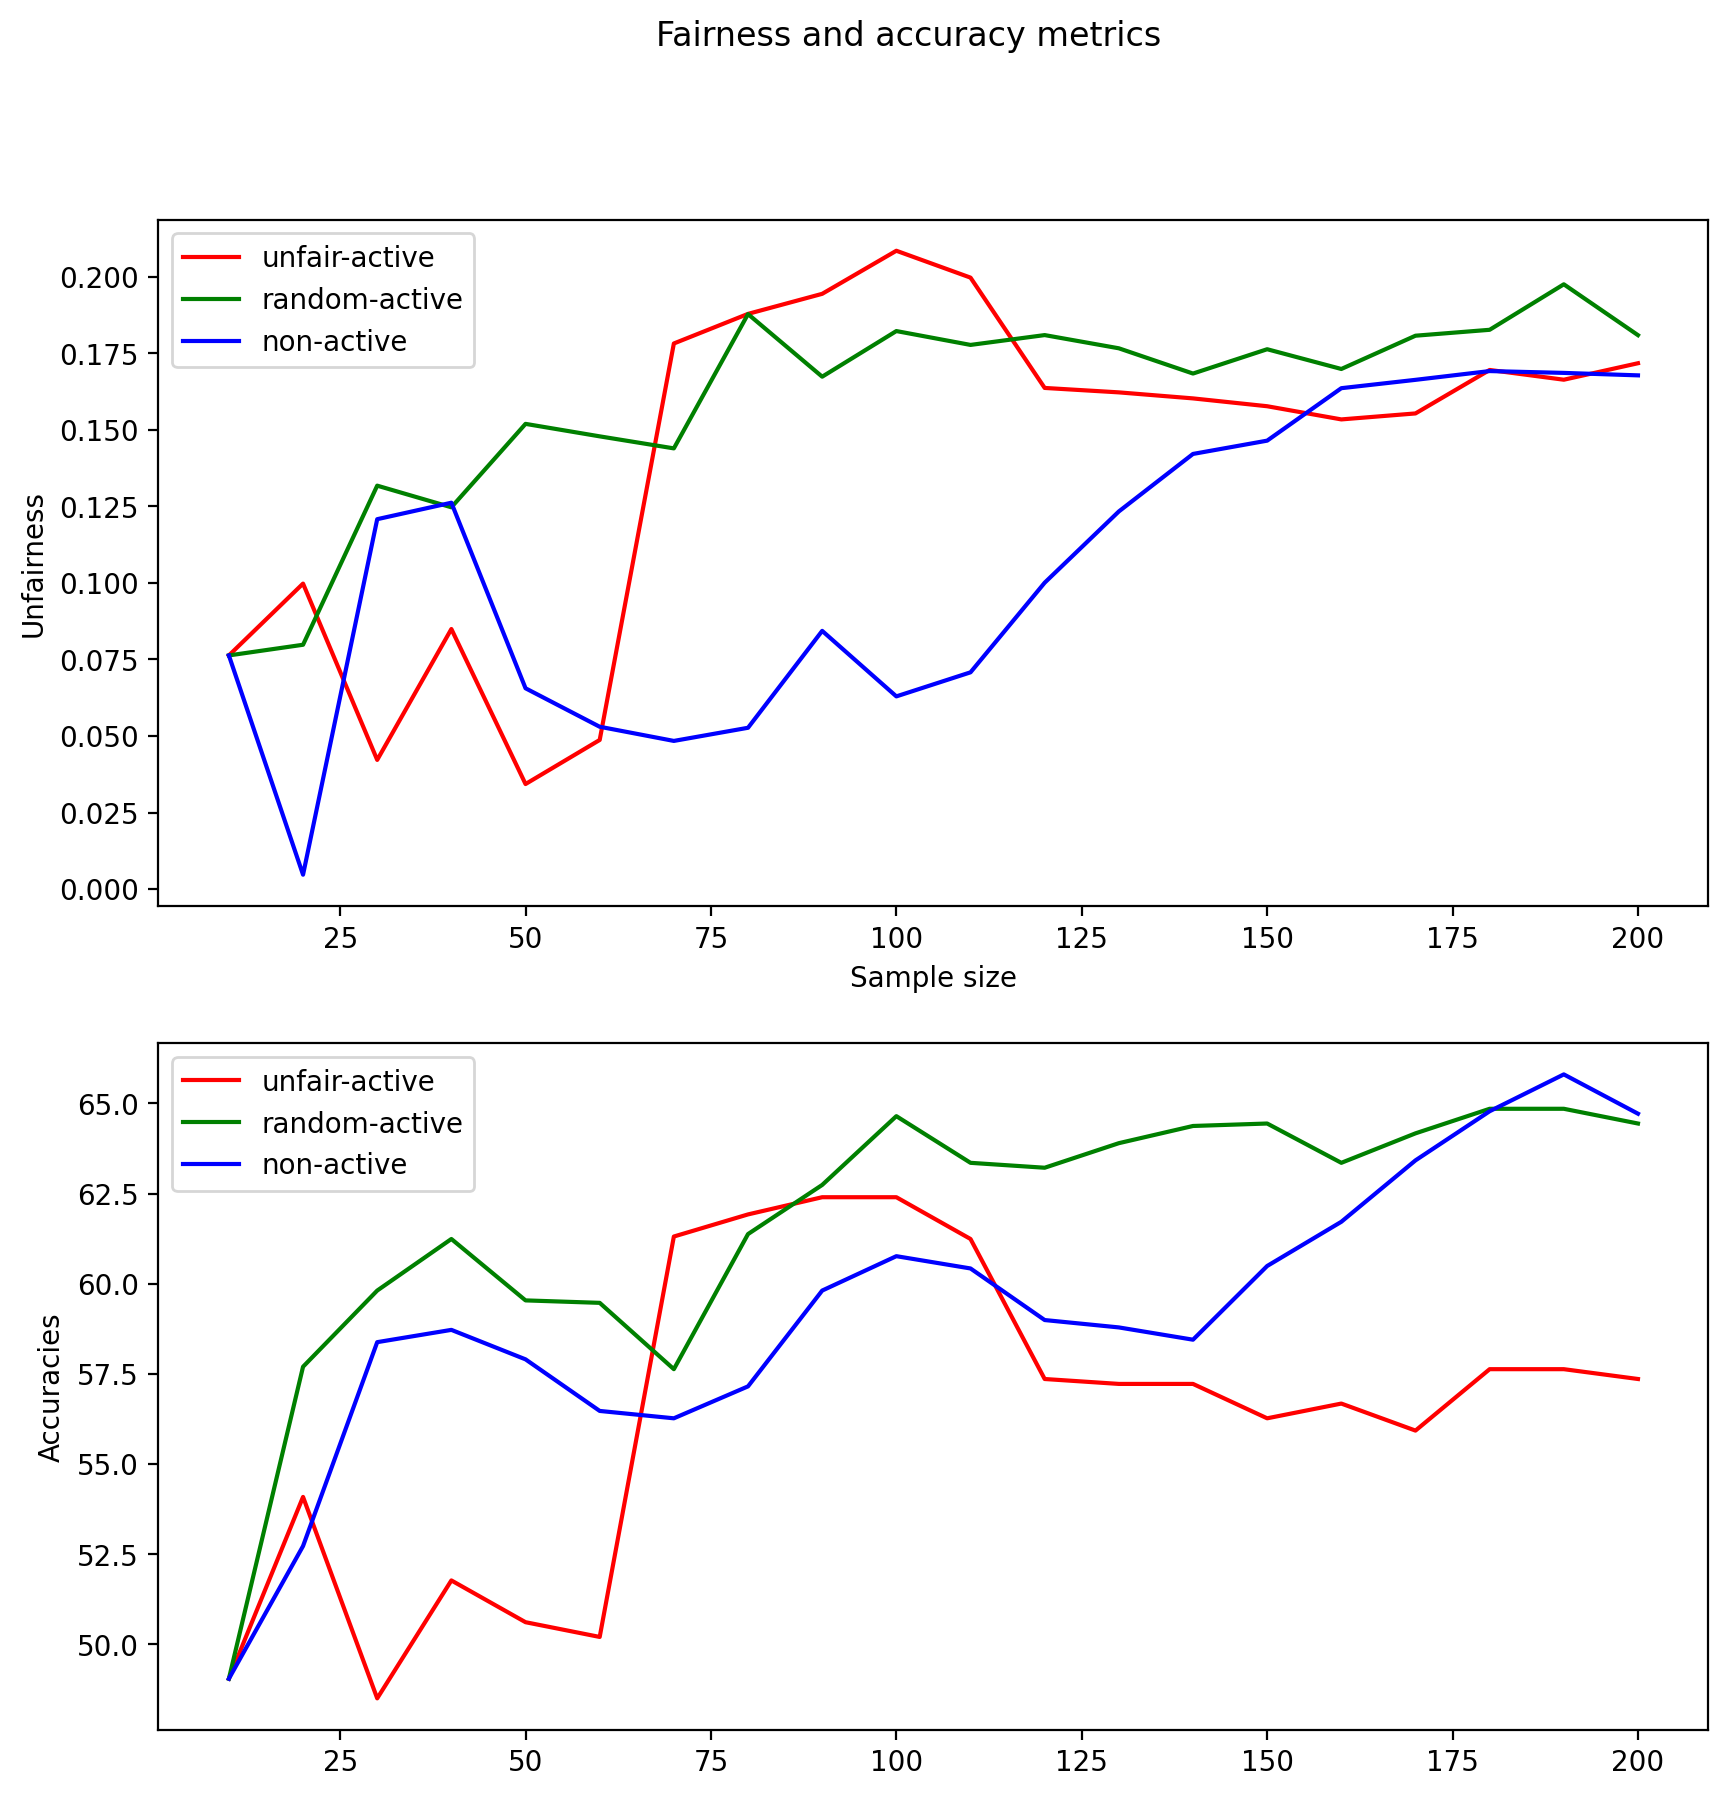 Fairness and accuracy metrics
unfair-active
random-active
non-active
0.200
0.175
0.150
0.125
0.100
0.075
0.050
0.025
0.000
Unfairness
25 50 75 100 125 150 175 200
Sample size
unfair-active
random-active
non-active
65.0
62.5
60.0
57.5
55.0
52.5
50.0
Accuracies
25 50 75 100 125 150 175 200